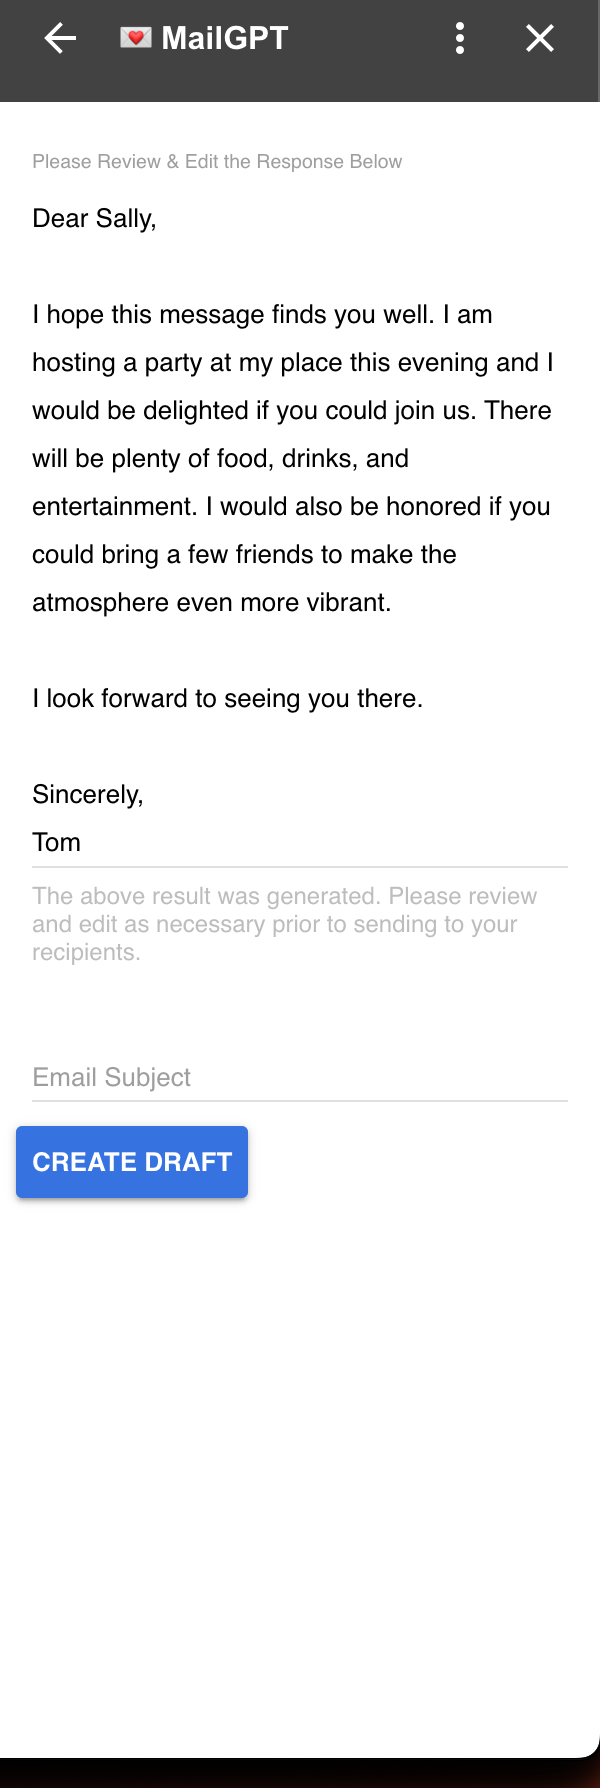 MailGPT
Please Review & Edit the Response Below
Dear Sally,
I hope this message finds you well. I am
hosting a party at my place this evening and I
would be delighted if you could join us. There
will be plenty of food, drinks, and
entertainment. I would also be honored if you
could bring a few friends to make the
atmosphere even more vibrant.
I look forward to seeing you there.
Sincerely,
Tom
The above result was generated. Please review
and edit as necessary prior to sending to your
recipients.
Email Subject
CREATE DRAFT